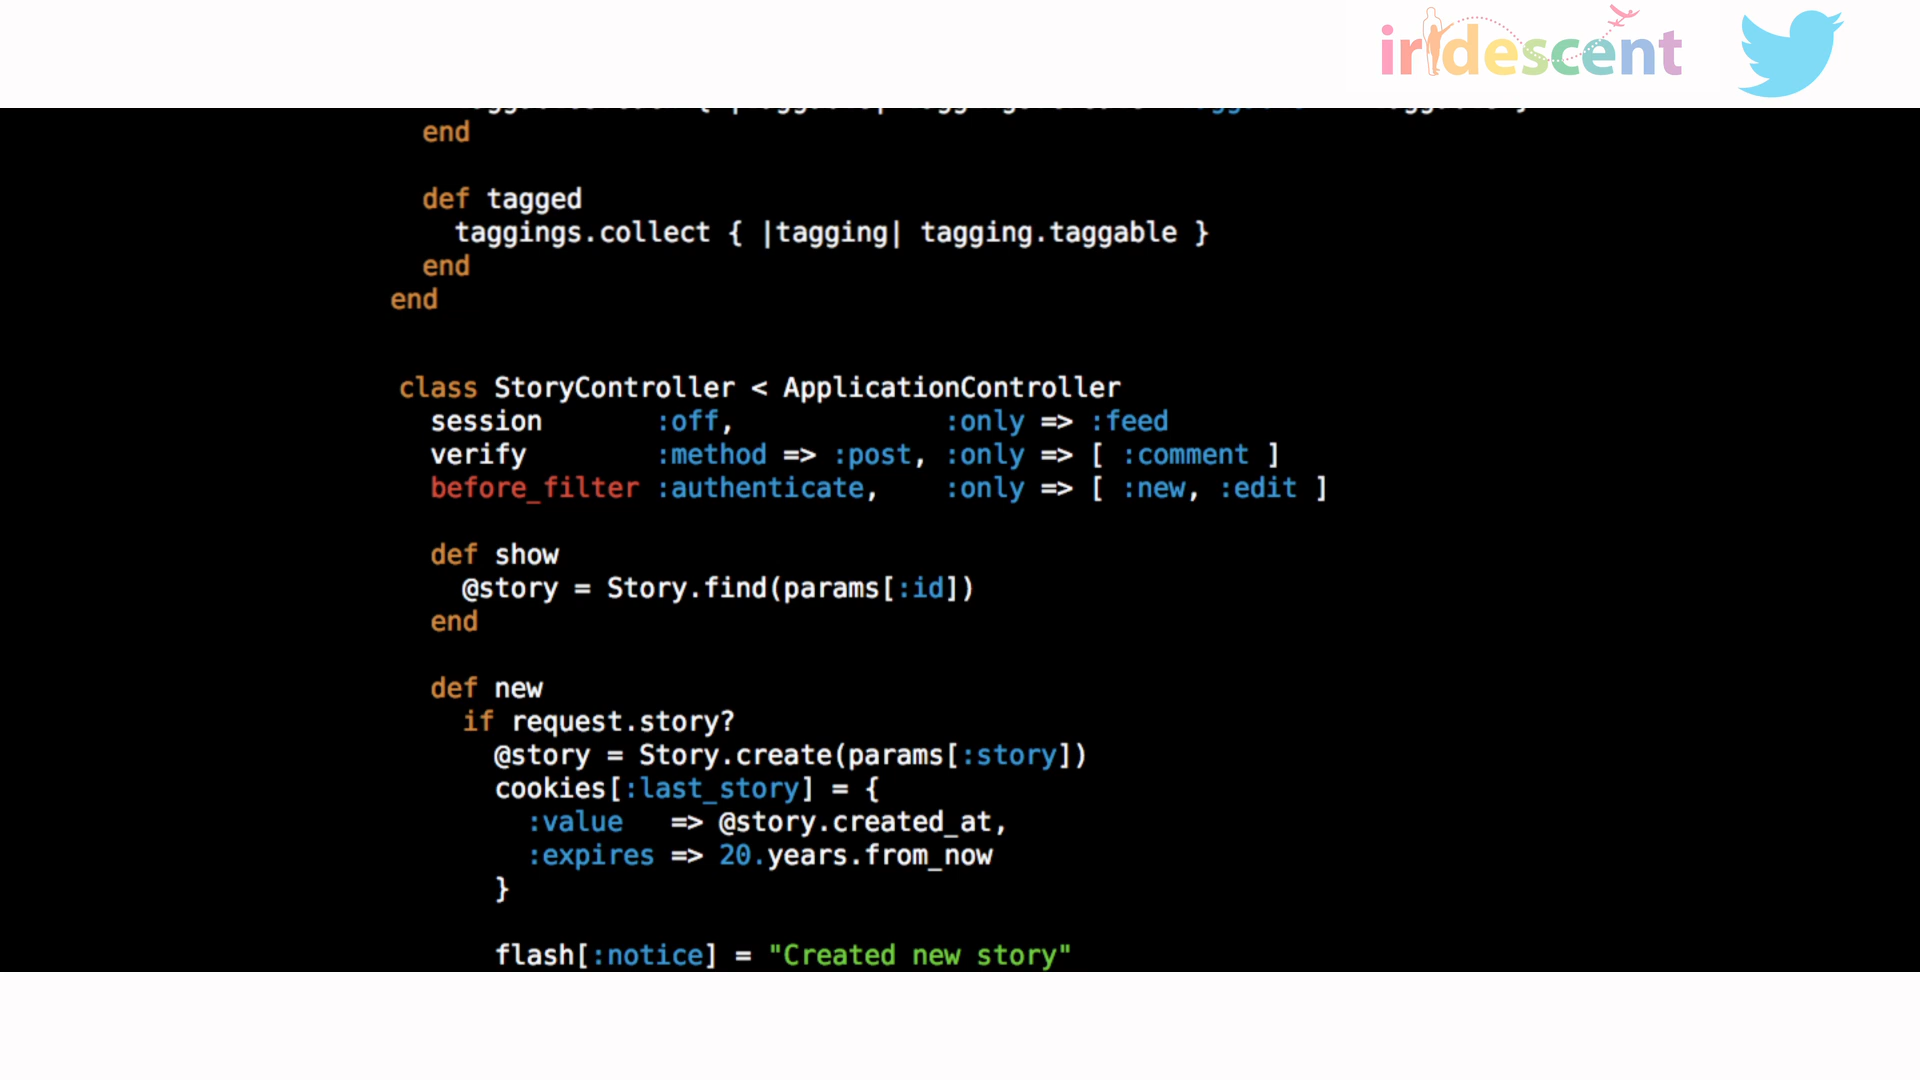 iridescent
end
def tagged
taggings.collect { |tagging| tagging.taggable }
end
end
class StoryController < ApplicationController
session :off, :only => :feed
verify :method => :post, :only => [ :comment ]
before_filter :authenticate, :only => [ :new, :edit ]
def show
@story = Story.find(params[:id])
end
def new
if request.story?
@story = Story.create(params[:story])
cookies[:last_story] = {
:value => @story.created_at,
:expires => 20.years.from_now
}
flash[:notice] = "Created new story"